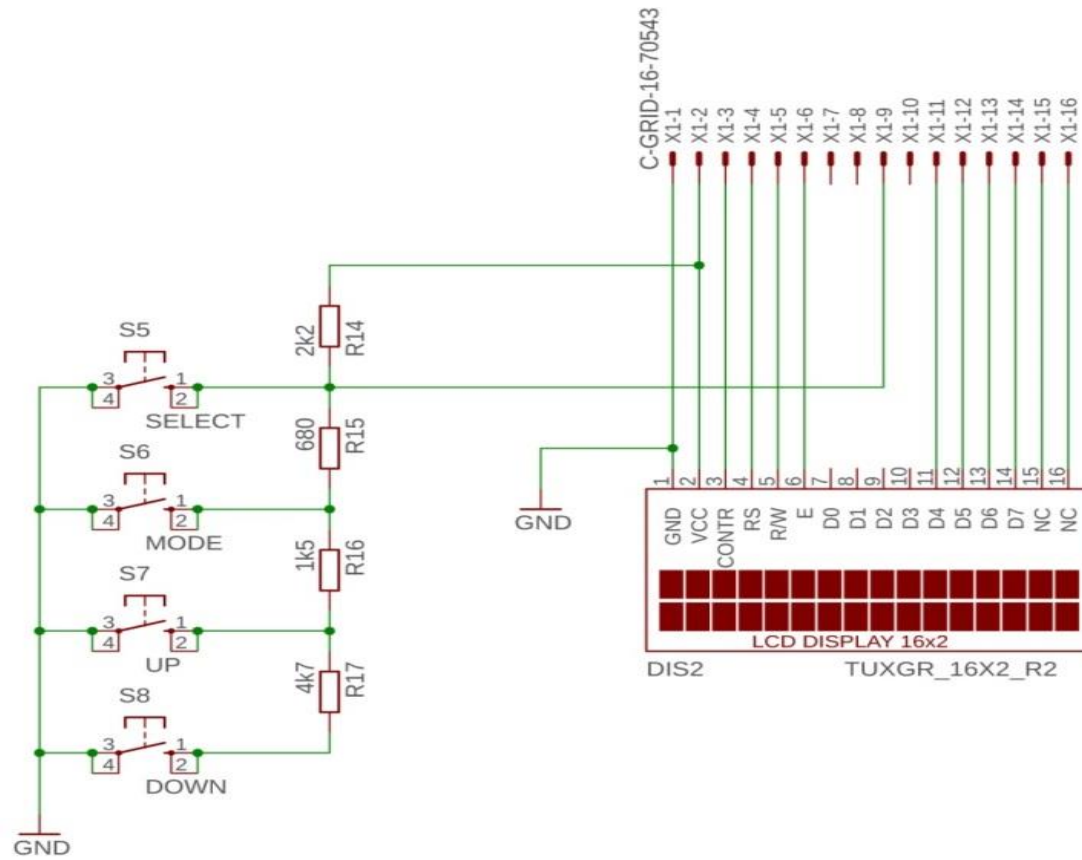 C-GRID-16-70543
X1-1
X1-2
X1-3
X1-4
X1-5
X1-6
X1-7
X1-8
X1-9
X1-10
X1-11
X1-12
X1-13
X1-14
X1-15
X1-16
2k2
R14
S5
3
1
4
2
SELECT
680
R15
S6
3
1
4
2
MODE
1k5
R16
S7
3
1
4
2
UP
4k7
R17
S8
3
1
4
2
DOWN
GND
GND
1
2
3
4
5
6
7
8
9
10
11
12
13
14
15
16
GND
VCC
CONTR
RS
R/W
E
D0
D1
D2
D3
D4
D5
D6
D7
NC
NC
LCD DISPLAY 16x2
DIS2
TUXGR_16X2_R2